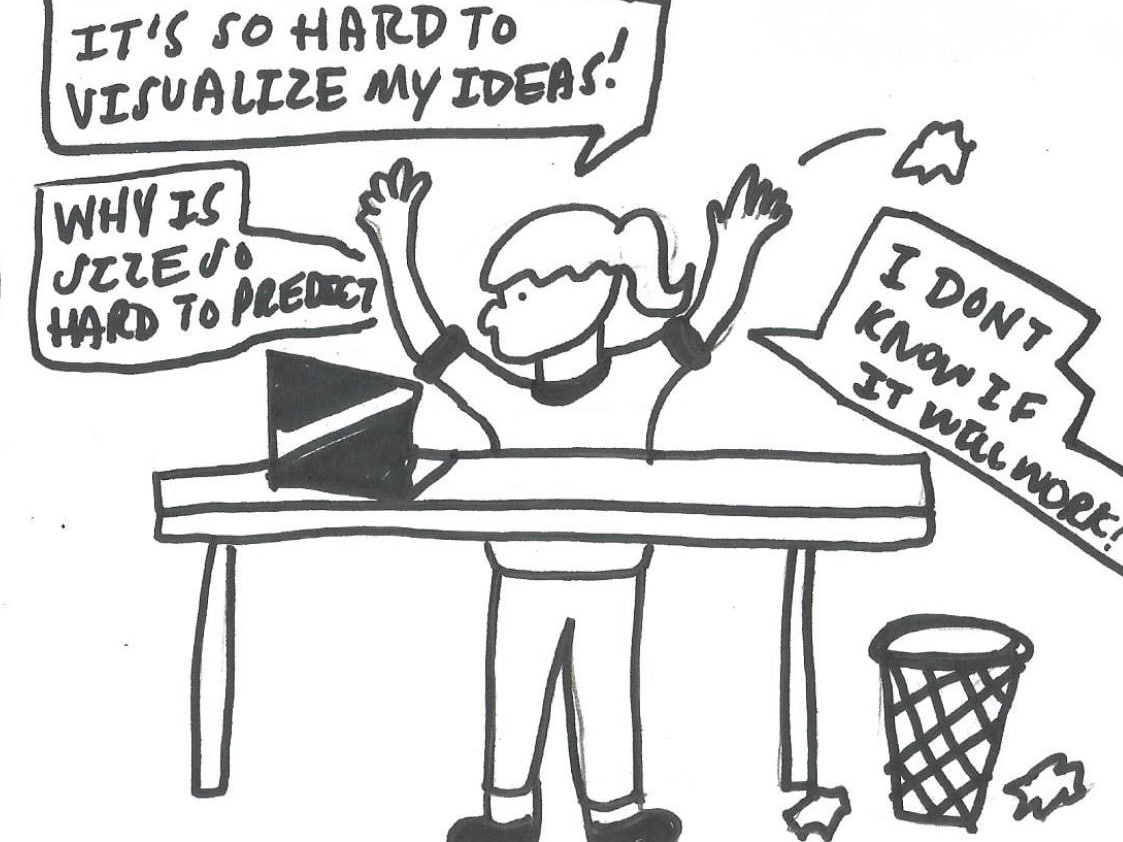 IT'S SO HARD TO
VISUALIZE MY IDEAS!
WHY IS
SIZE SO
HARD TO PREDICT
I DONT
KNOW IF
IT WILL WORK!